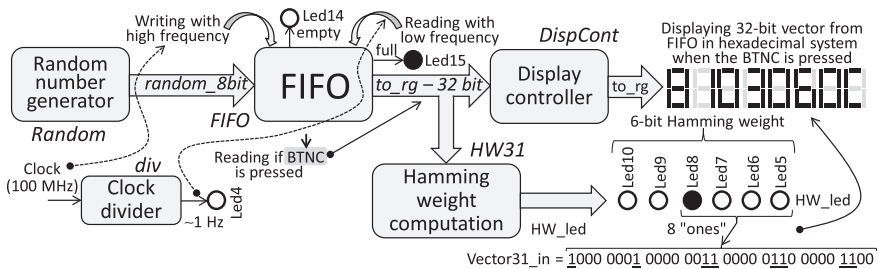 Writing with
high frequency
Led14
empty
Reading with
low frequency
full
Led15
DispCont
Displaying 32-bit vector from
FIFO in hexadecimal system
when the BTNC is pressed
Random
number
generator
random_8bit
FIFO
to_rg – 32 bit
Display
controller
to_rg
8 103060C
Random
FIFO
6-bit Hamming weight
Reading if BTNC
is pressed
HW31
Clock
(100 MHz)
div
Clock
divider
~1 Hz
Led4
Hamming
weight
computation
HW_led
Led10
Led9
Led8
Led7
Led6
Led5
HW_led
8 "ones"
Vector31_in = 1000 0001 0000 0011 0000 0110 0000 1100